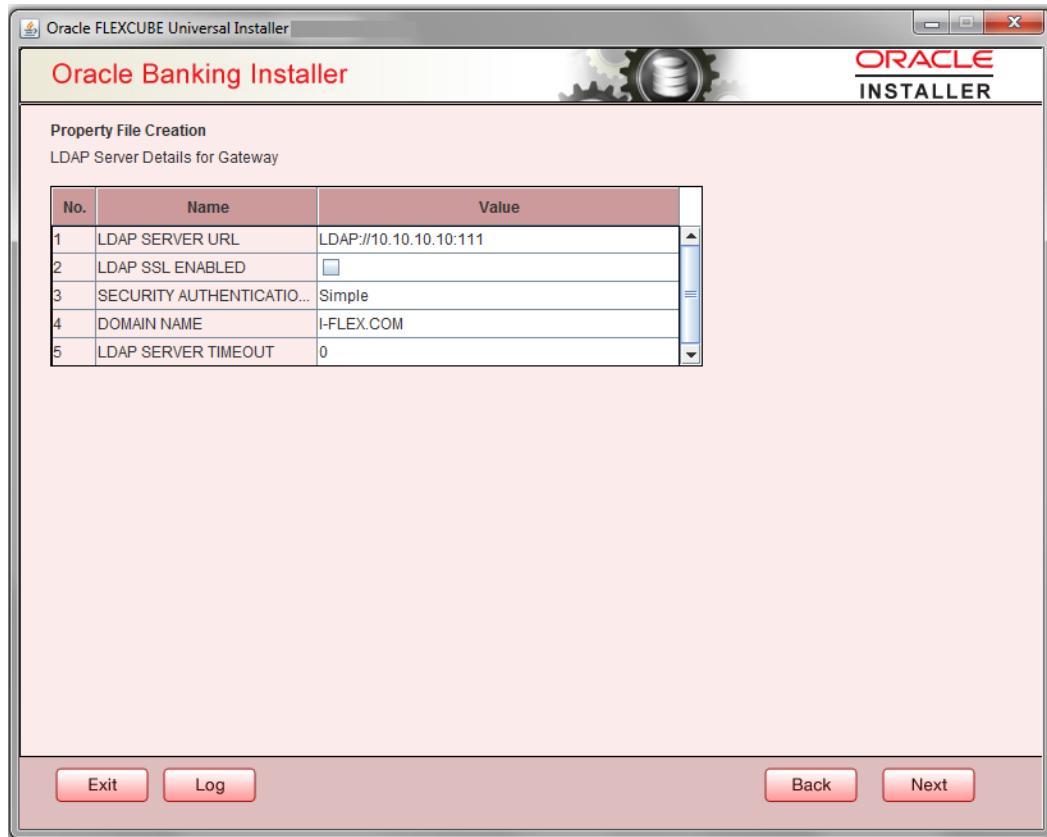 Oracle FLEXCUBE Universal Installer
Oracle Banking Installer
ORACLE
INSTALLER
Property File Creation
LDAP Server Details for Gateway
No. Name Value
1 LDAP SERVER URL LDAP://10.10.10.10:111
2 LDAP SSL ENABLED
3 SECURITY AUTHENTICATIO... Simple
4 DOMAIN NAME I-FLEX.COM
5 LDAP SERVER TIMEOUT 0
Exit Log Back Next